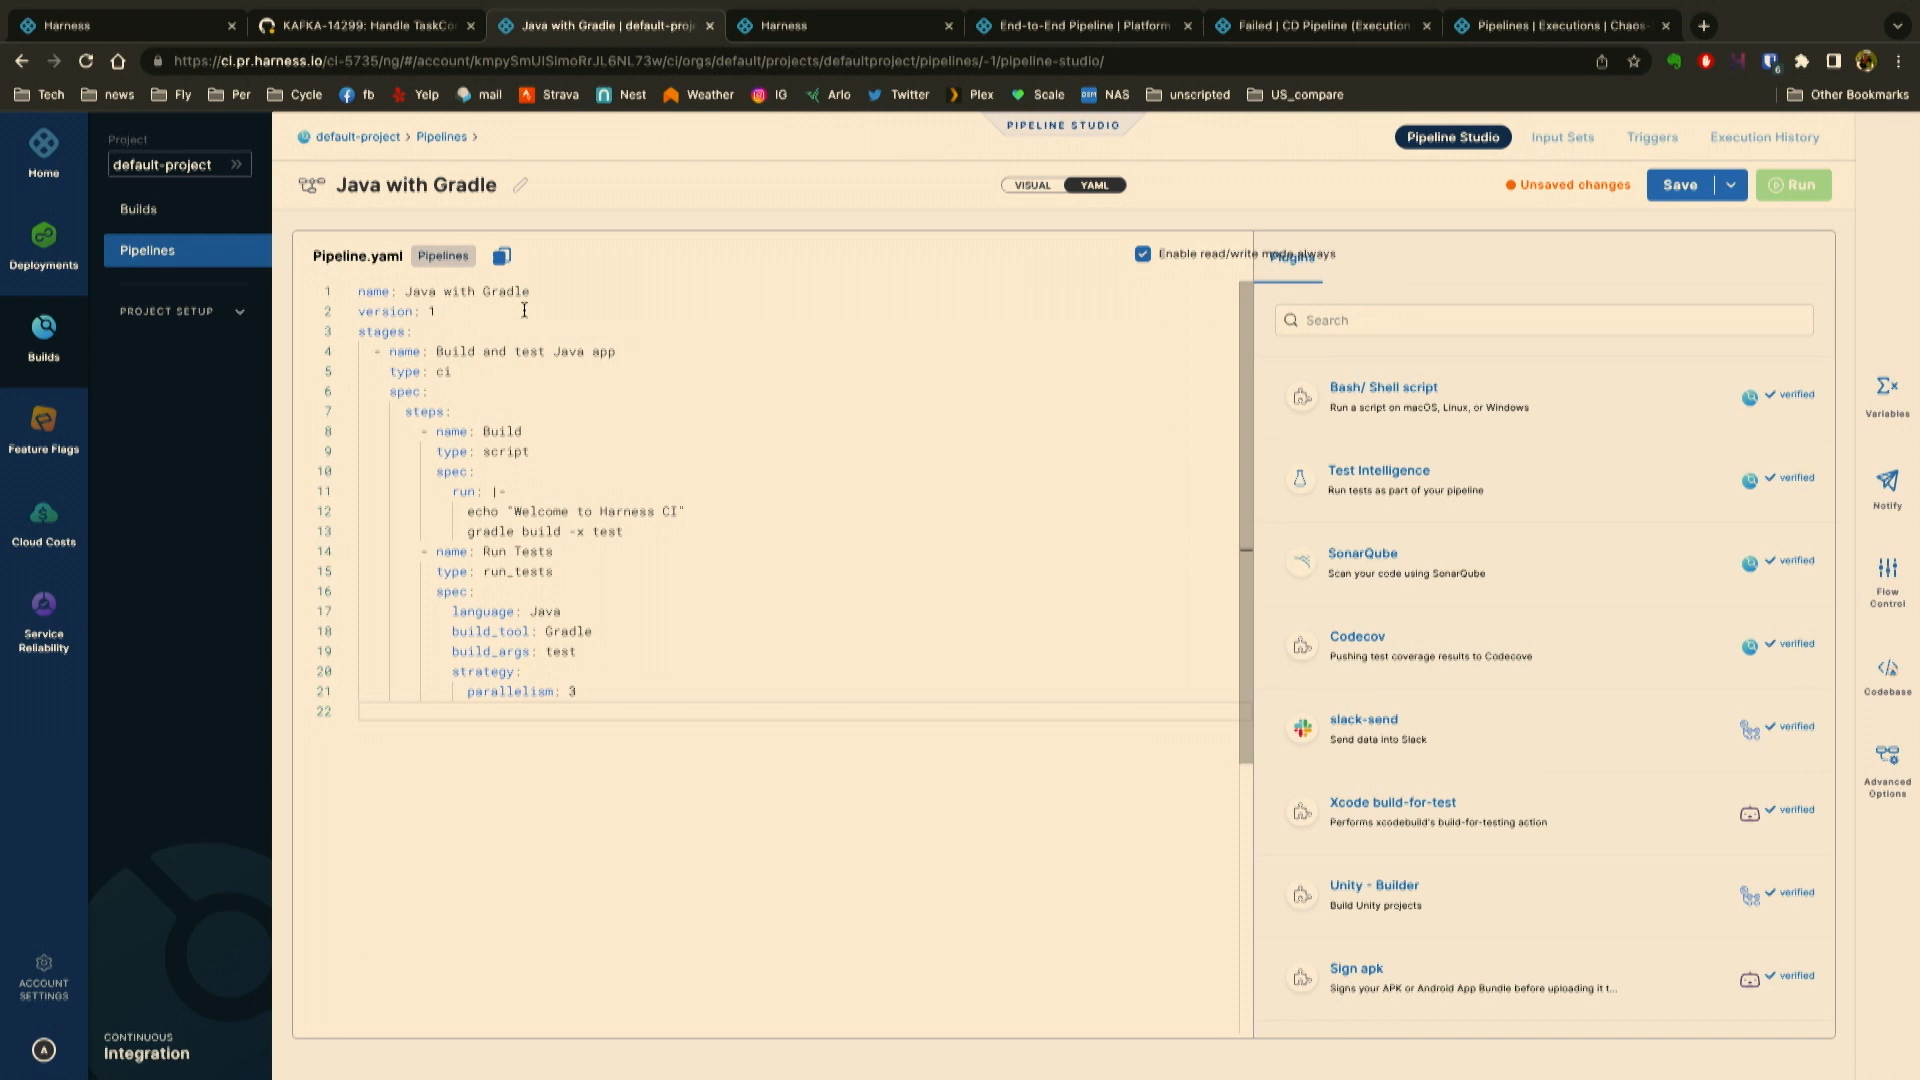 Harness
KAFKA-14299: Handle TaskCo
Java with Gradle | default-proj
Harness
End-to-End Pipeline | Platform
Failed | CD Pipeline (Execution
Pipelines | Executions | Chaos-
https://ci.pr.harness.io/ci-5735/ng/#/account/kmpySmUISimoRrJL6NL73w/ci/orgs/default/projects/defaultproject/pipelines/-1/pipeline-studio/
Tech
news
Fly
Per
Cycle
fb
Yelp
mail
Strava
Nest
Weather
IG
Arlo
Twitter
Plex
Scale
NAS
unscripted
US_compare
Other Bookmarks
Home
Deployments
Builds
Feature Flags
Cloud Costs
Service
Reliability
ACCOUNT
SETTINGS
A
Project
default-project
Builds
Pipelines
PROJECT SETUP
CONTINUOUS
Integration
default-project > Pipelines >
PIPELINE STUDIO
Pipeline Studio
Input Sets
Triggers
Execution History
Java with Gradle
VISUAL
YAML
Unsaved changes
Save
Run
Pipeline.yaml
Pipelines
Enable read/write mode always
Plugins
1 name: Java with Gradle
2 version: 1
3 stages:
4 - name: Build and test Java app
5 type: ci
6 spec:
7 steps:
8 - name: Build
9 type: script
10 spec:
11 run: |-
12 echo "Welcome to Harness CI"
13 gradle build -x test
14 - name: Run Tests
15 type: run_tests
16 spec:
17 language: Java
18 build_tool: Gradle
19 build_args: test
20 strategy:
21 parallelism: 3
22
Search
Bash/ Shell script
Run a script on macOS, Linux, or Windows
verified
Test Intelligence
Run tests as part of your pipeline
verified
SonarQube
Scan your code using SonarQube
verified
Codecov
Pushing test coverage results to Codecove
verified
slack-send
Send data into Slack
verified
Xcode build-for-test
Performs xcodebuild's build-for-testing action
verified
Unity - Builder
Build Unity projects
verified
Sign apk
Signs your APK or Android App Bundle before uploading it t...
verified
Variables
Notify
Flow
Control
Codebase
Advanced
Options